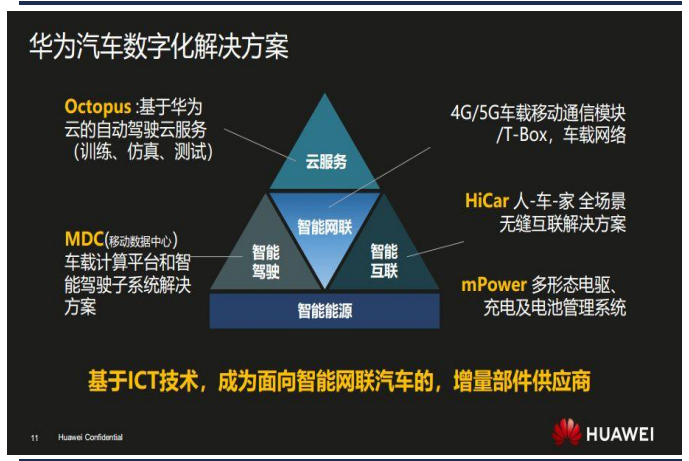 华为汽车数字化解决方案
Octopus :基于华为
云的自动驾驶云服务
（训练、仿真、测试）
4G/5G车载移动通信模块
/T-Box，车载网络
云服务
HiCar 人-车-家 全场景
无缝互联解决方案
智能网联
MDC(移动数据中心)
车载计算平台和智
能驾驶子系统解决
方案
智能
驾驶
智能
互联
mPower 多形态电驱、
充电及电池管理系统
智能能源
基于ICT技术，成为面向智能网联汽车的，增量部件供应商
11 Huawei Confidential
HUAWEI